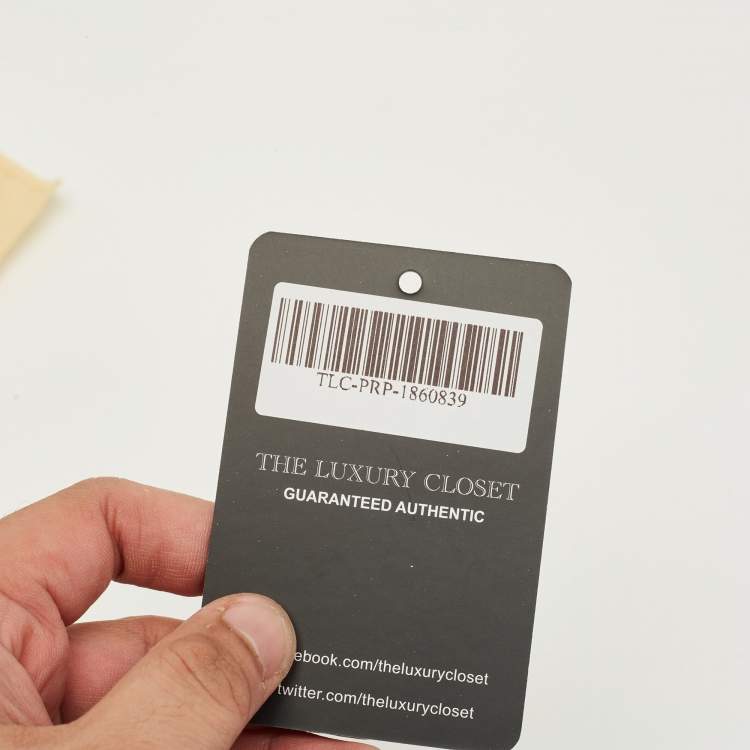 TLC-PRP-1860839
THE LUXURY CLOSET
GUARANTEED AUTHENTIC
ebook.com/theluxurycloset
twitter.com/theluxurycloset